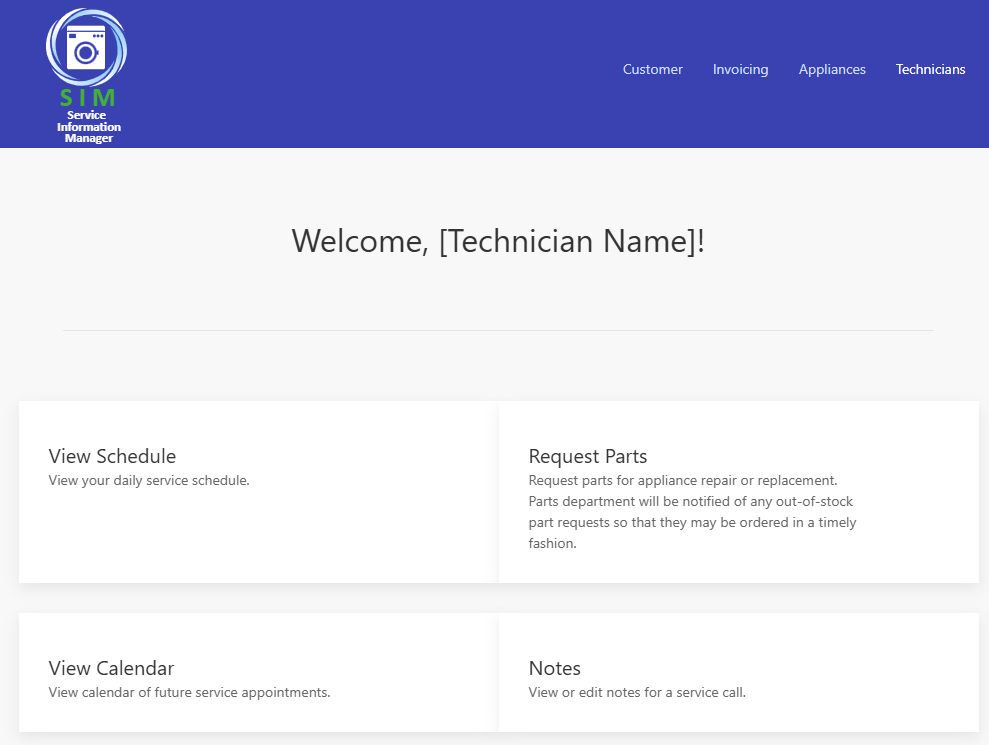 S I M
Service
Information
Manager
Customer Invoicing Appliances Technicians
Welcome, [Technician Name]!
View Schedule
View your daily service schedule.
Request Parts
Request parts for appliance repair or replacement.
Parts department will be notified of any out-of-stock
part requests so that they may be ordered in a timely
fashion.
View Calendar
View calendar of future service appointments.
Notes
View or edit notes for a service call.